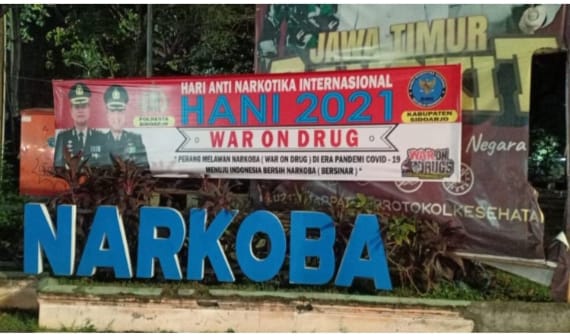 JAWA TIMUR
HARI ANTI NARKOTIKA INTERNASIONAL
HANI 2021
POLRESTA
SIDOARJO
KABUPATEN
SIDOARJO
WAR ON DRUG
Negara
" PERANG MELAWAN NARKOBA ( WAR ON DRUG ) DI ERA PANDEMI COVID - 19
MENUJU INDONESIA BERSIH NARKOBA ( BERSINAR ) "
WAR ON
DRUGS
PROTOKOL KESEHATA
NARKOBA